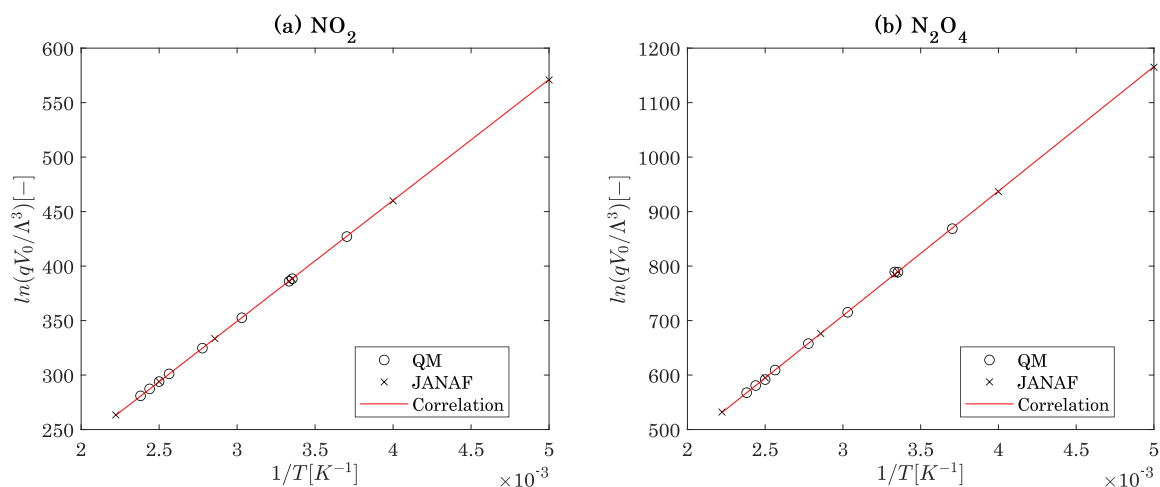 (a) NO₂
600
550
500
450
400
350
300
250
ln(qV₀/Λ³)[−]
2
2.5
3
3.5
4
4.5
5
1/T[K⁻¹]
×10⁻³
QM
JANAF
Correlation
(b) N₂O₄
1200
1100
1000
900
800
700
600
500
ln(qV₀/Λ³)[−]
2
2.5
3
3.5
4
4.5
5
1/T[K⁻¹]
×10⁻³
QM
JANAF
Correlation